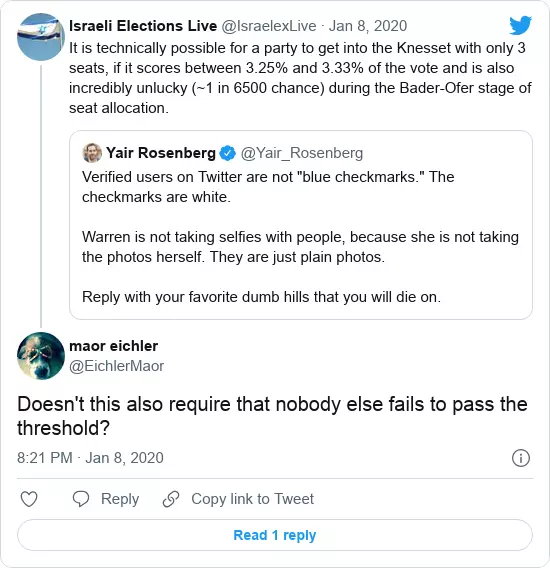 Israeli Elections Live @IsraelexLive · Jan 8, 2020
It is technically possible for a party to get into the Knesset with only 3
seats, if it scores between 3.25% and 3.33% of the vote and is also
incredibly unlucky (~1 in 6500 chance) during the Bader-Ofer stage of
seat allocation.
Yair Rosenberg @Yair_Rosenberg
Verified users on Twitter are not "blue checkmarks." The
checkmarks are white.
Warren is not taking selfies with people, because she is not taking
the photos herself. They are just plain photos.
Reply with your favorite dumb hills that you will die on.
maor eichler
@EichlerMaor
Doesn't this also require that nobody else fails to pass the
threshold?
8:21 PM · Jan 8, 2020
Reply
Copy link to Tweet
Read 1 reply